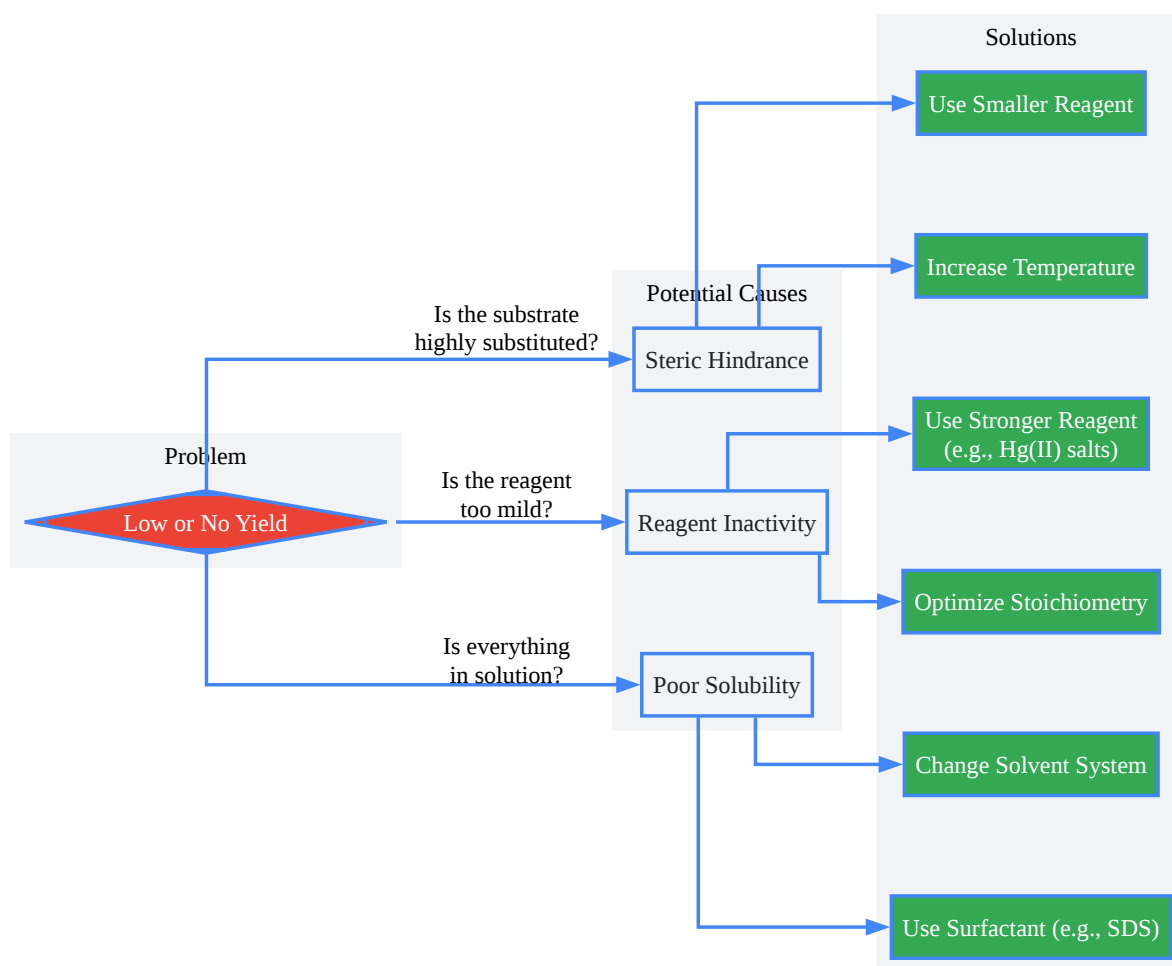 Solutions
Use Smaller Reagent
Increase Temperature
Potential Causes
Is the substrate
highly substituted?
Steric Hindrance
Use Stronger Reagent
(e.g., Hg(II) salts)
Problem
Is the reagent
too mild?
Low or No Yield
Reagent Inactivity
Optimize Stoichiometry
Is everything
in solution?
Poor Solubility
Change Solvent System
Use Surfactant (e.g., SDS)